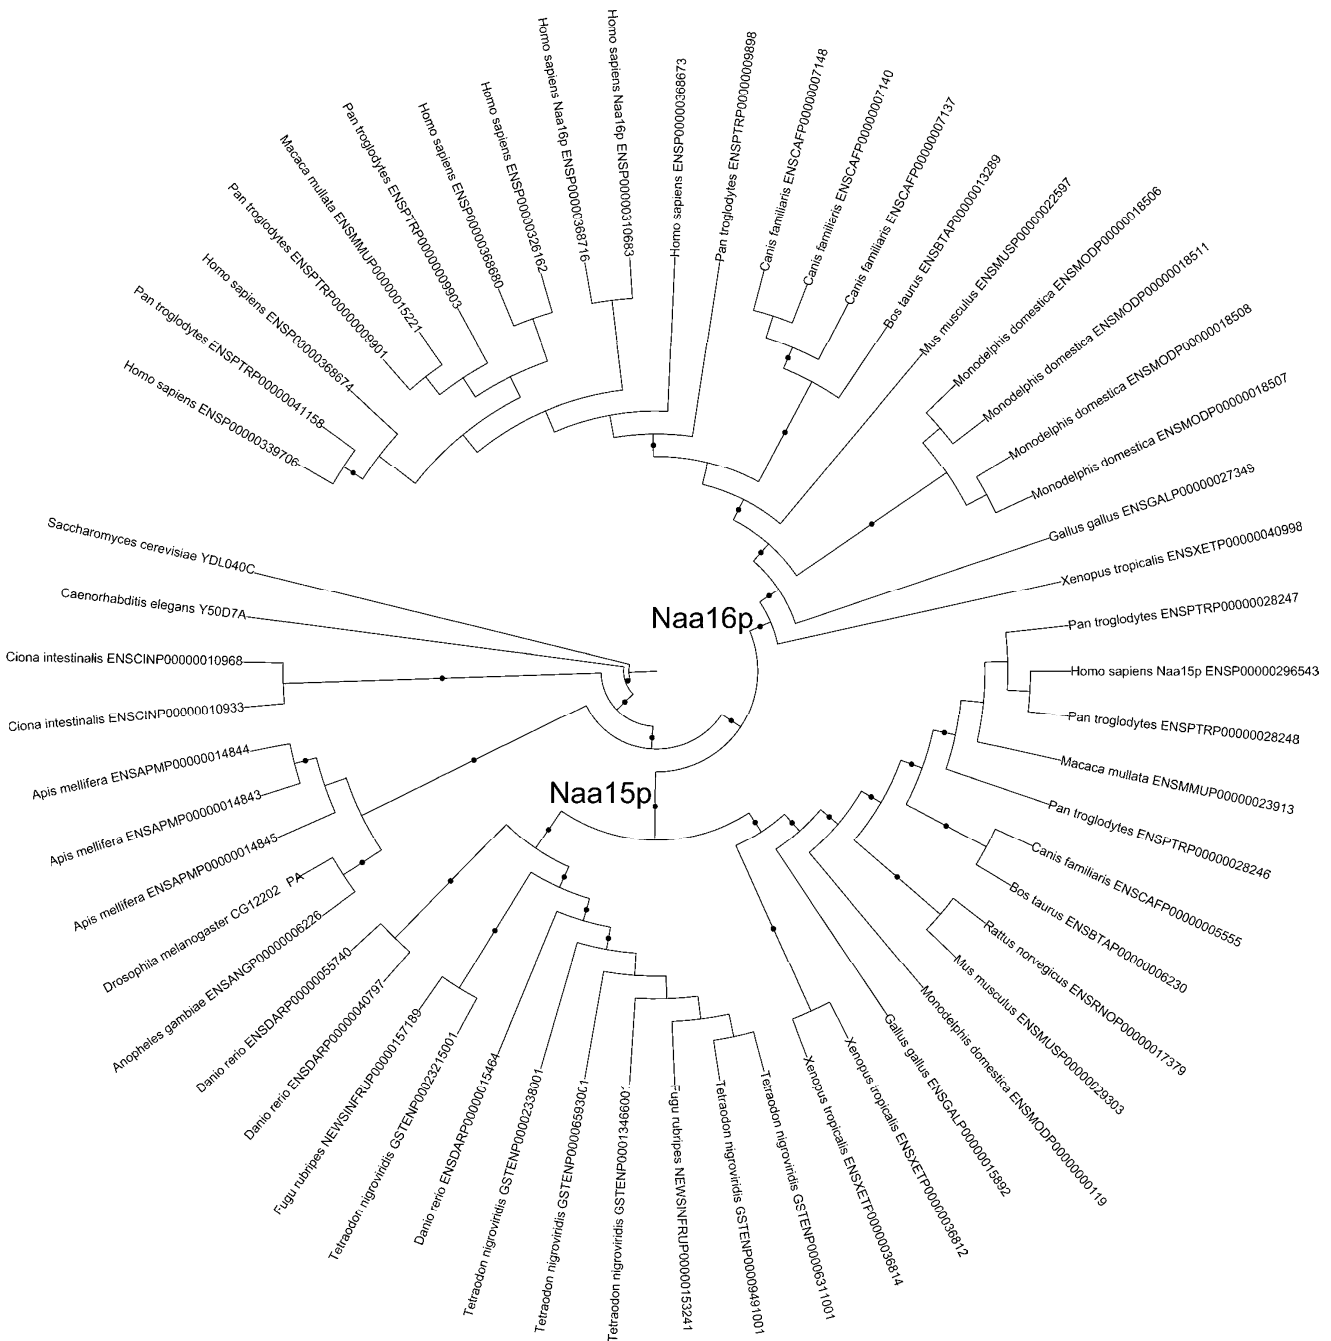 Homo sapiens Naa16p ENSP00000310683
Homo sapiens Naa16p ENSP00000368716
Homo sapiens ENSP00000326162
Homo sapiens ENSP00000368680
Pan troglodytes ENSPTRP00000009903
Macaca mullata ENSMMUP00000015221
Pan troglodytes ENSPTRP00000009901
Homo sapiens ENSP00000368674
Pan troglodytes ENSPTRP00000041158
Homo sapiens ENSP00000339706
Homo sapiens ENSP00000368673
Pan troglodytes ENSPTRP00000009898
Canis familiaris ENSCAFP00000007148
Canis familiaris ENSCAFP00000007140
Canis familiaris ENSCAFP00000007137
Bos taurus ENSBTAP00000013289
Mus musculus ENSMUSP00000022597
Monodelphis domestica ENSMODP00000018506
Monodelphis domestica ENSMODP00000018511
Monodelphis domestica ENSMODP00000018508
Monodelphis domestica ENSMODP00000018507
Gallus gallus ENSGALP00000027349
Xenopus tropicalis ENSXETP00000040998
Naa16p
Pan troglodytes ENSPTRP00000028247
Homo sapiens Naa15p ENSP00000296543
Pan troglodytes ENSPTRP00000028248
Macaca mullata ENSMMUP00000023913
Pan troglodytes ENSPTRP00000028246
Canis familiaris ENSCAFP00000005555
Bos taurus ENSBTAP00000006230
Rattus norvegicus ENSRNOP00000017379
Mus musculus ENSMUSP00000029303
Monodelphis domestica ENSMODP00000000119
Gallus gallus ENSGALP00000015892
Xenopus tropicalis ENSXETP00000036812
Xenopus tropicalis ENSXETP00000036814
Naa15p
Tetraodon nigroviridis GSTENP00006311001
Tetraodon nigroviridis GSTENP00009491001
Fugu rubripes NEWSINFRUP00000153241
Tetraodon nigroviridis GSTENP00013466001
Tetraodon nigroviridis GSTENP00006593001
Tetraodon nigroviridis GSTENP00002338001
Danio rerio ENSDARP00000015464
Tetraodon nigroviridis GSTENP00023215001
Fugu rubripes NEWSINFRUP00000157189
Danio rerio ENSDARP00000040797
Danio rerio ENSDARP00000055740
Anopheles gambiae ENSANGP00000006226
Drosophila melanogaster CG12202 PA
Apis mellifera ENSAPMP00000014845
Apis mellifera ENSAPMP00000014843
Apis mellifera ENSAPMP00000014844
Ciona intestinalis ENSCINP00000010933
Ciona intestinalis ENSCINP00000010968
Caenorhabditis elegans Y50D7A
Saccharomyces cerevisiae YDL040C